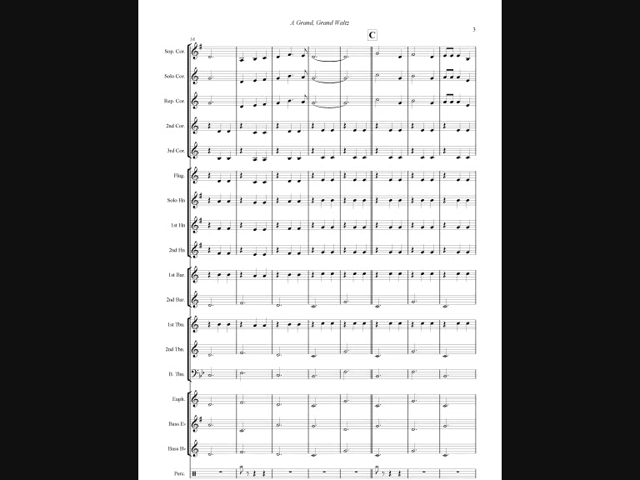 A Grand, Grand Waltz
3
C
Sop. Cor.
Solo Cor.
Rep. Cor.
2nd Cor.
3rd Cor.
Flug.
Solo Hn
1st Hn
2nd Hn
1st Bar.
2nd Bar.
1st Tbn.
2nd Tbn.
B. Tbn.
Euph.
Bass E♭
Bass B♭
Perc.